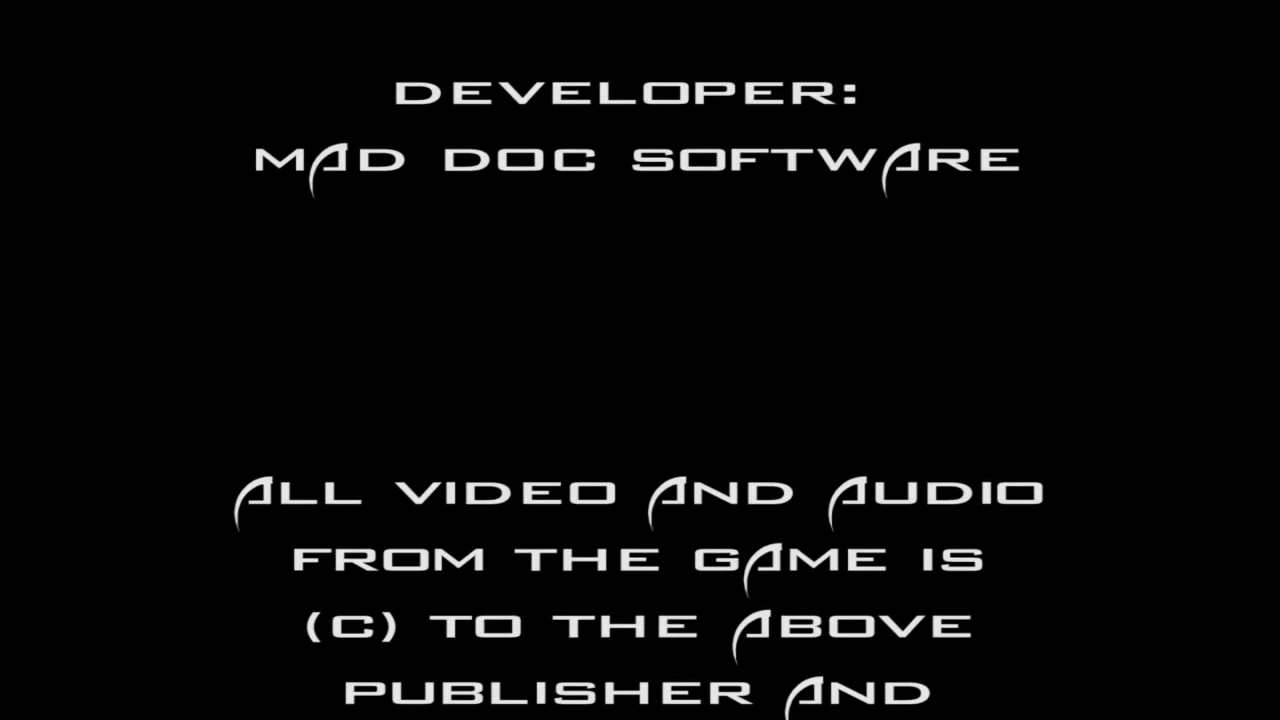 DEVELOPER:
MAD DOC SOFTWARE
ALL VIDEO AND AUDIO
FROM THE GAME IS
(C) TO THE ABOVE
PUBLISHER AND